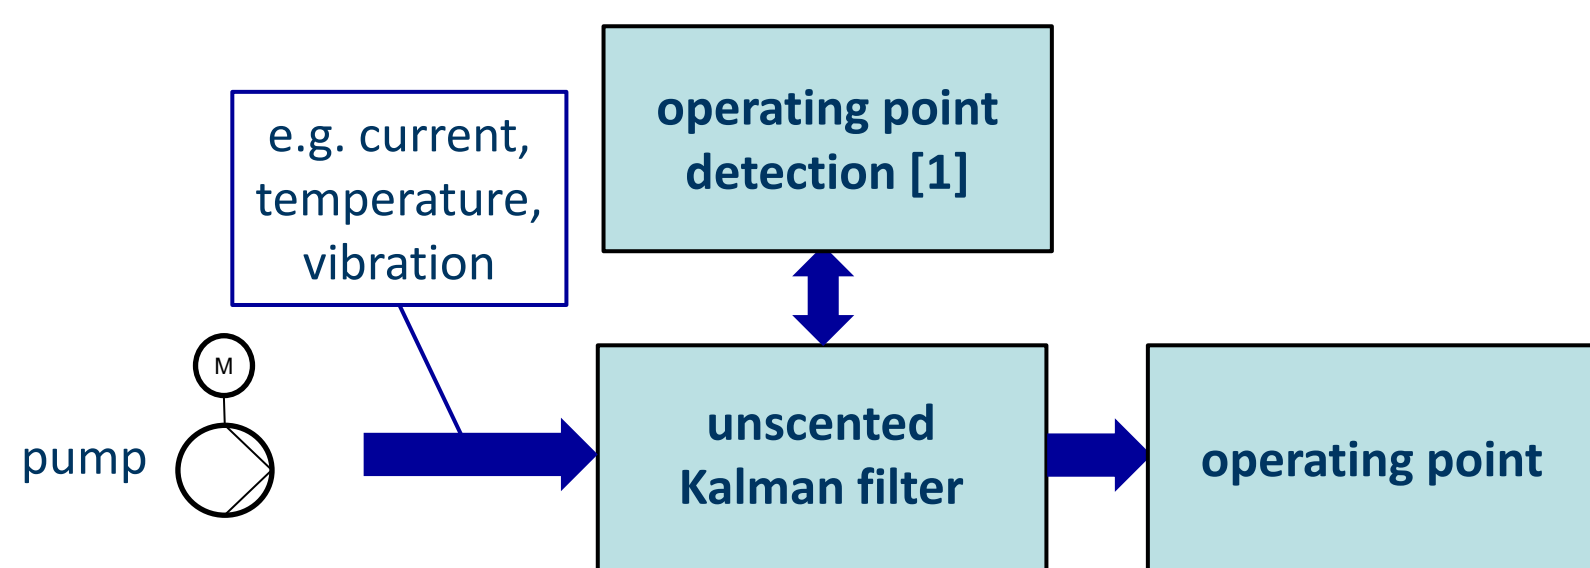 operating point
detection [1]
e.g. current,
temperature,
vibration
M
pump
unscented
Kalman filter
operating point